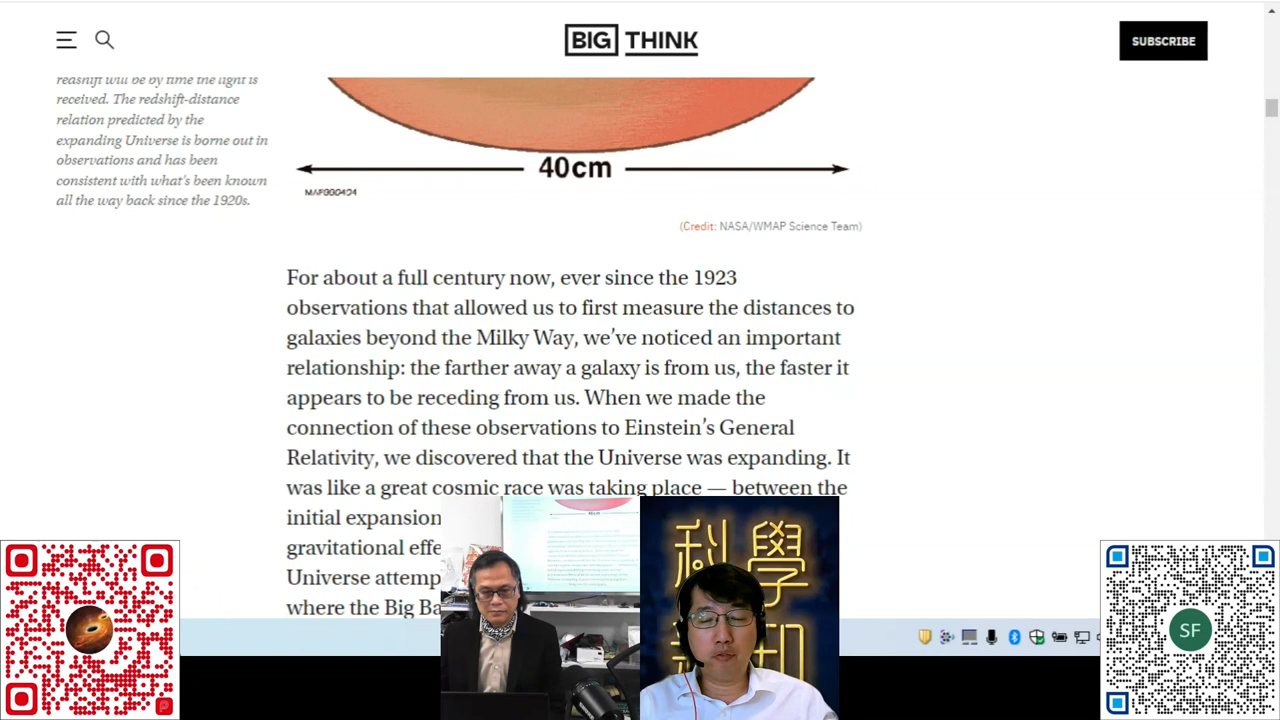 BIG THINK
SUBSCRIBE
reashift will be by time the light is
received. The redshift-distance
relation predicted by the
expanding Universe is borne out in
observations and has been
consistent with what's been known
all the way back since the 1920s.
40cm
(Credit: NASA/WMAP Science Team)
For about a full century now, ever since the 1923
observations that allowed us to first measure the distances to
galaxies beyond the Milky Way, we've noticed an important
relationship: the farther away a galaxy is from us, the faster it
appears to be receding from us. When we made the
connection of these observations to Einstein's General
Relativity, we discovered that the Universe was expanding. It
was like a great cosmic race was taking place — between the
initial expansion
gravitational effe
Universe attemp
where the Big Ba
科學
SF